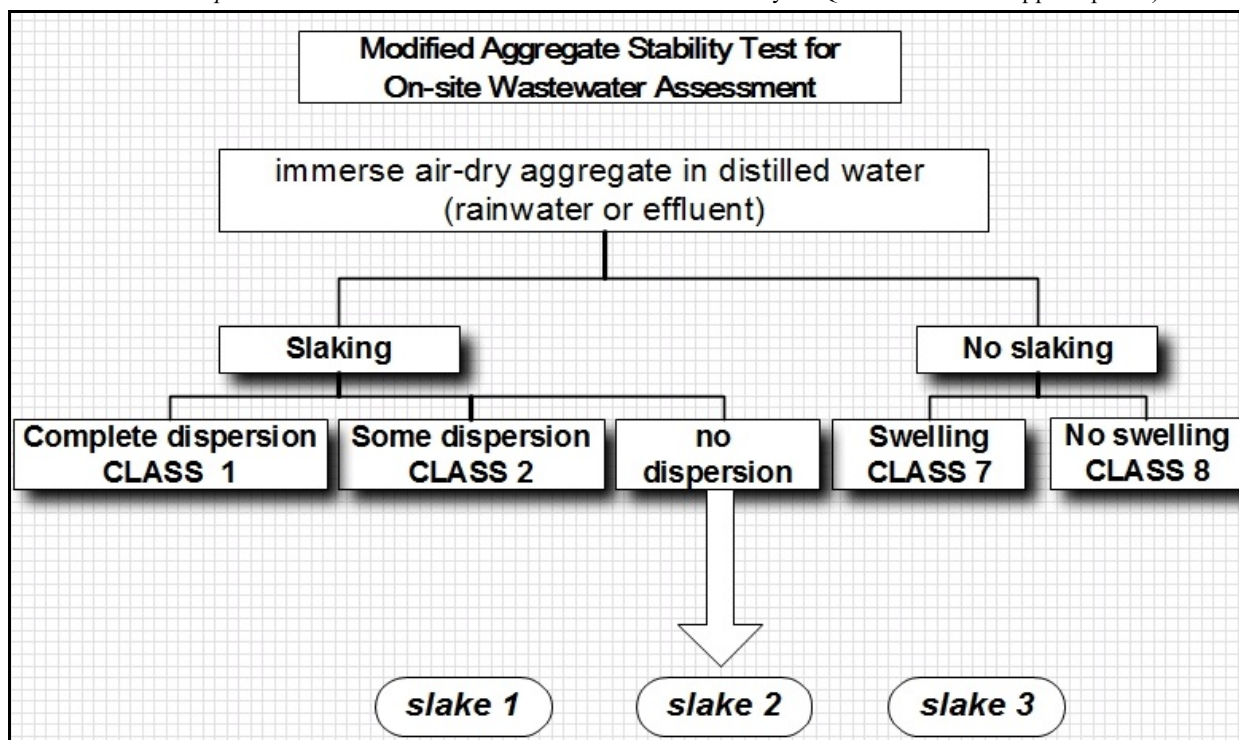 Modified Aggregate Stability Test for
On-site Wastewater Assessment
immerse air-dry aggregate in distilled water
(rainwater or effluent)
Slaking
No slaking
Complete dispersion
CLASS 1
Some dispersion
CLASS 2
no
dispersion
Swelling
CLASS 7
No swelling
CLASS 8
slake 1
slake 2
slake 3